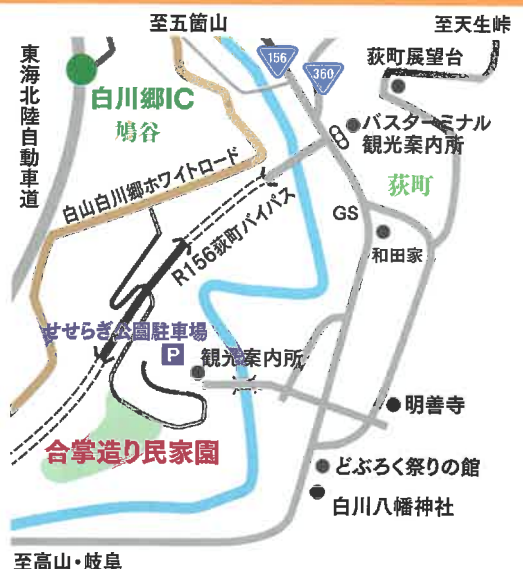 至五箇山
至天生峠
156
360
荻町展望台
東海北陸自動車道
白川郷IC
鳩谷
バスターミナル
観光案内所
荻町
白山白川郷ホワイトロード
R156荻町バイパス
GS
和田家
せせらぎ公園駐車場
P
観光案内所
明善寺
合掌造り民家園
どぶろく祭りの館
白川八幡神社
至高山・岐阜